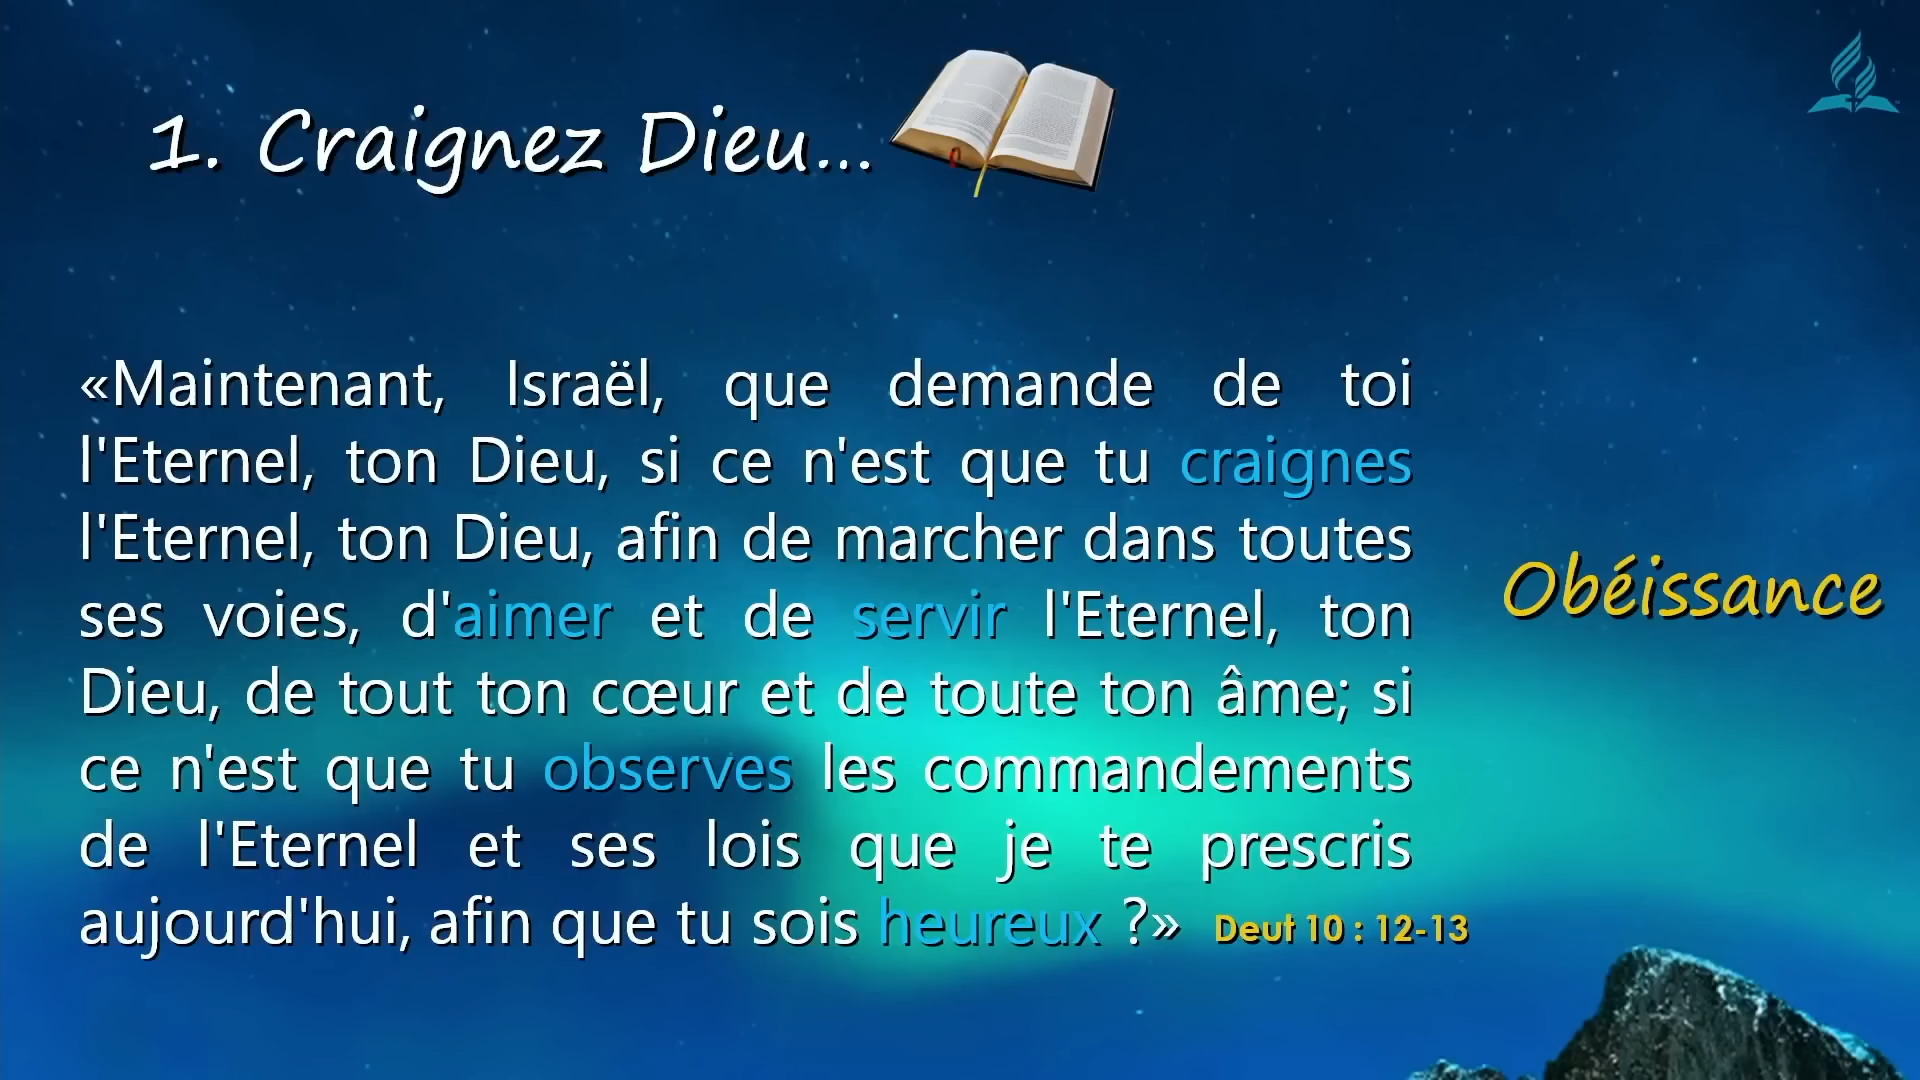 1. Craignez Dieu...
«Maintenant, Israël, que demande de toi
l'Eternel, ton Dieu, si ce n'est que tu craignes
l'Eternel, ton Dieu, afin de marcher dans toutes
ses voies, d'aimer et de servir l'Eternel, ton
Dieu, de tout ton cœur et de toute ton âme; si
ce n'est que tu observes les commandements
de l'Eternel et ses lois que je te prescris
aujourd'hui, afin que tu sois heureux ?» Deut 10 : 12-13
Obéissance